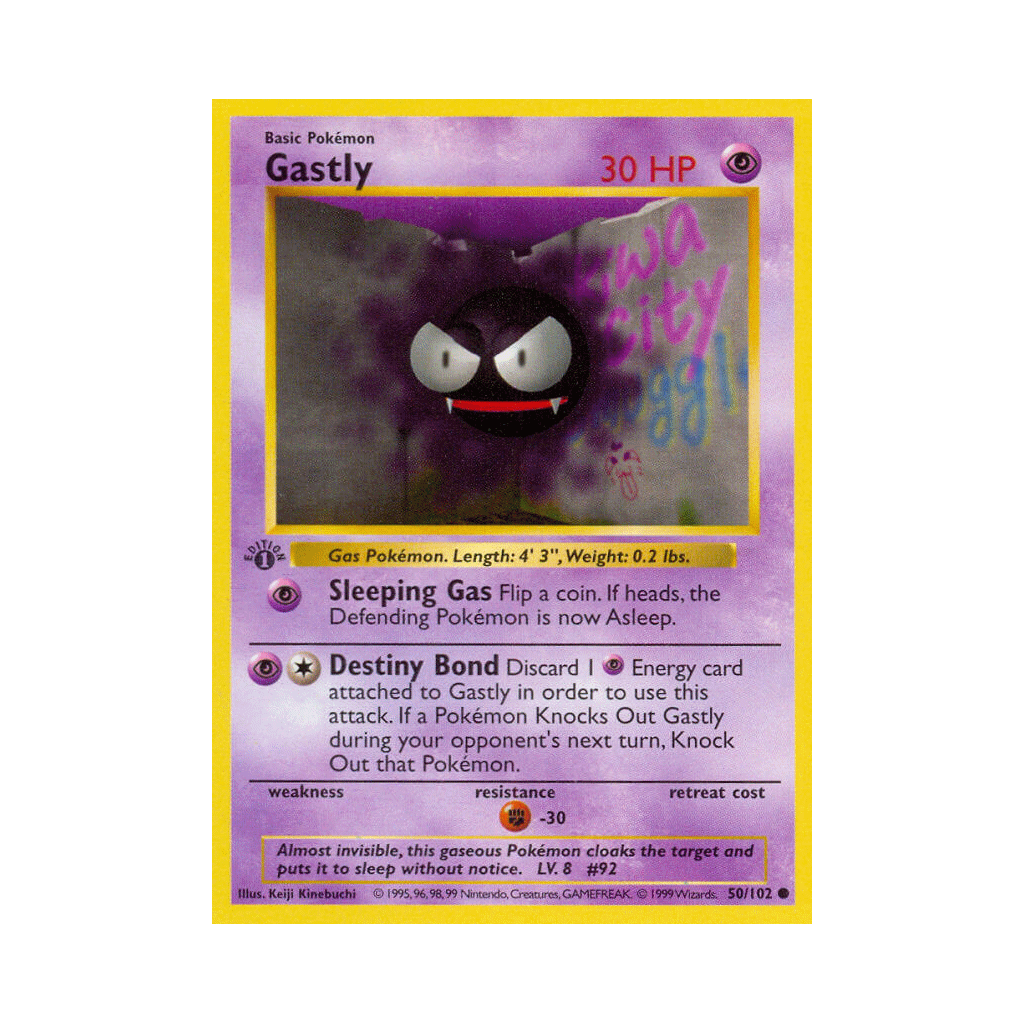 Basic Pokémon
Gastly 30 HP
city
EDITION
1
Gas Pokémon. Length: 4' 3", Weight: 0.2 lbs.
Sleeping Gas Flip a coin. If heads, the
Defending Pokémon is now Asleep.
Destiny Bond Discard 1 Energy card
attached to Gastly in order to use this
attack. If a Pokémon Knocks Out Gastly
during your opponent's next turn, Knock
Out that Pokémon.
weakness resistance retreat cost
-30
Almost invisible, this gaseous Pokémon cloaks the target and
puts it to sleep without notice. LV. 8 #92
Illus. Keiji Kinebuchi © 1995, 96, 98, 99 Nintendo, Creatures, GAMEFREAK. © 1999 Wizards. 50/102